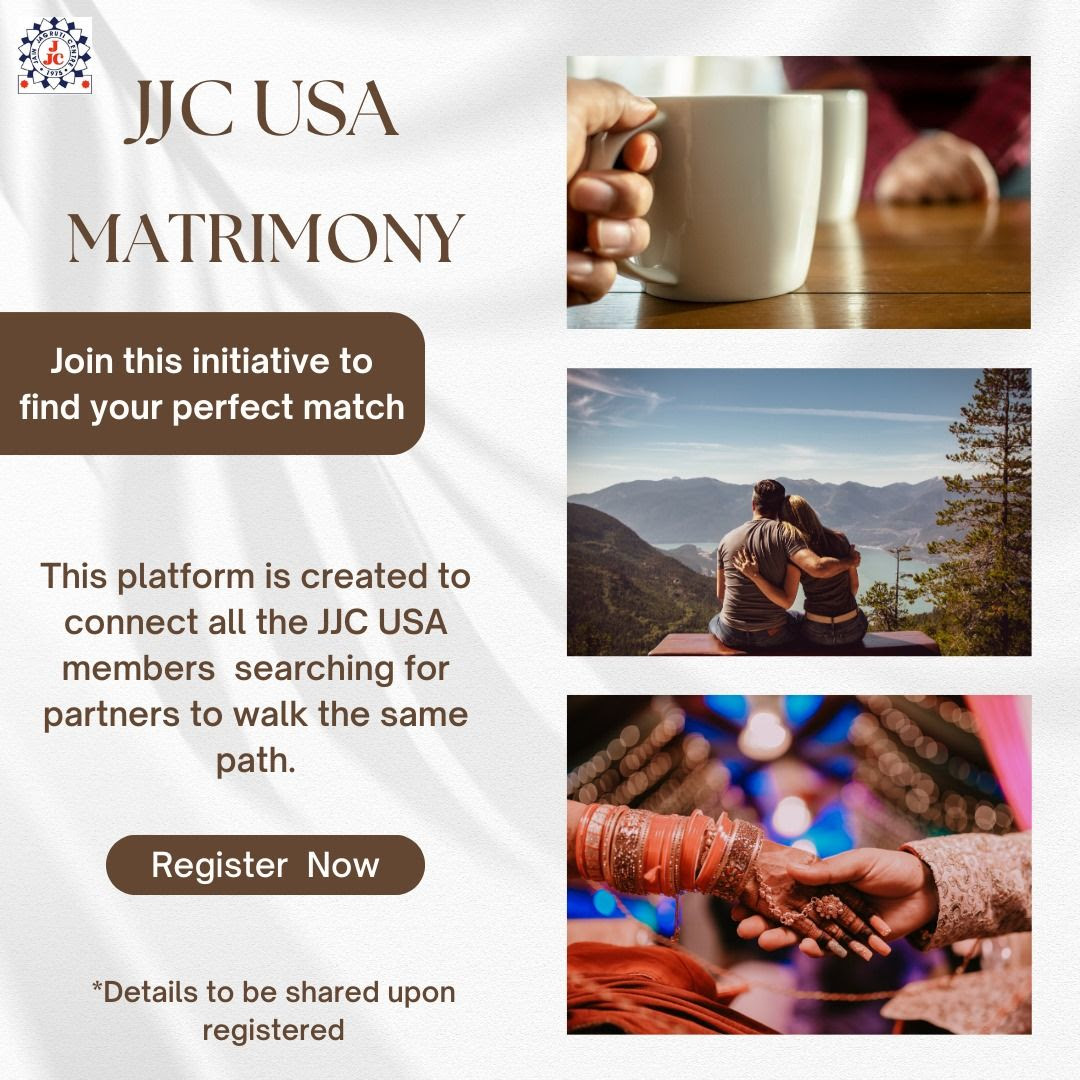 JAIN JAGRUTI CENTRE
J
JC
1975
JJC USA
MATRIMONY
Join this initiative to
find your perfect match
This platform is created to
connect all the JJC USA
members  searching for
partners to walk the same
path.
Register  Now
*Details to be shared upon
registered